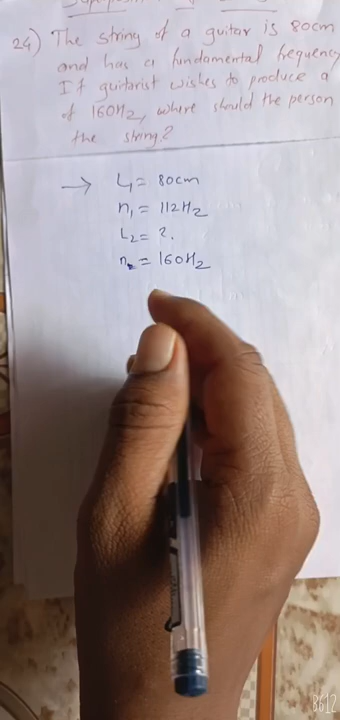 24) The string of a guitar is 80cm
and has a fundamental frequency
If guitarist wishes to produce a
of 160Hz, where should the person
the string?
→ L1 = 80cm
n1 = 112Hz
L2 = ?.
n2 = 160Hz
B612